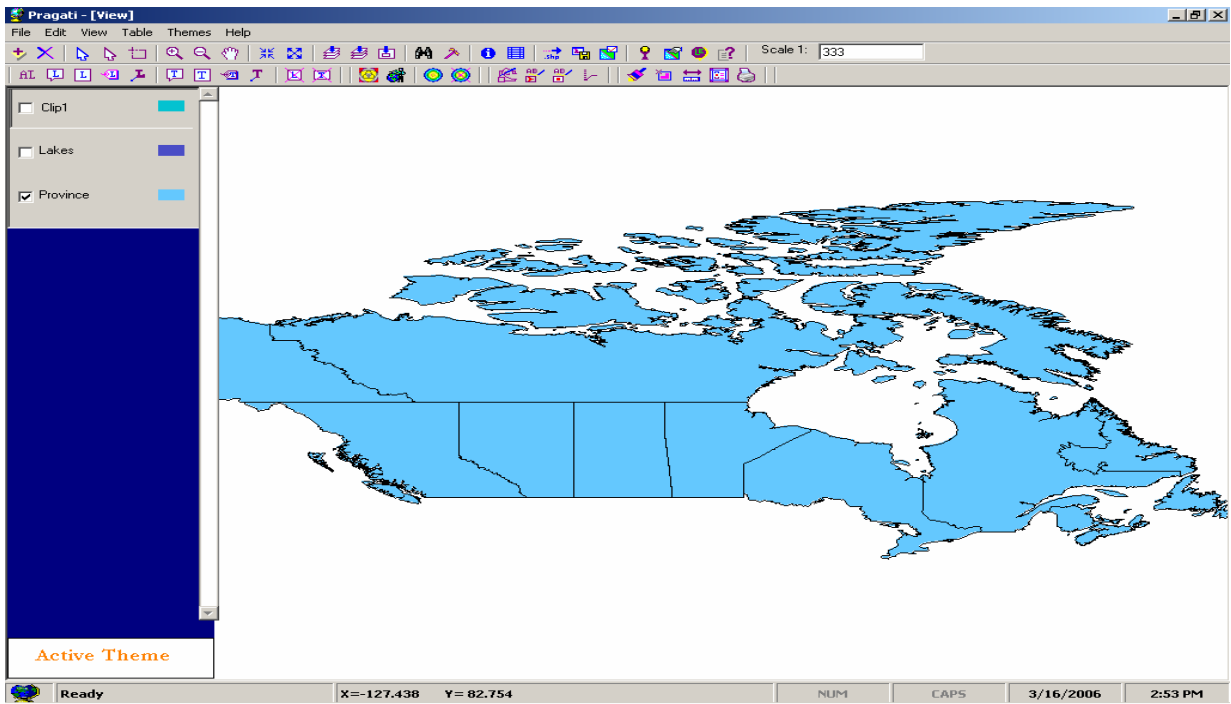 Pragati - [View]
File Edit View Table Themes Help
Scale 1: 333
Clip1
Lakes
Province
Active Theme
Ready X=-127.438 Y= 82.754 NUM CAPS 3/16/2006 2:53 PM